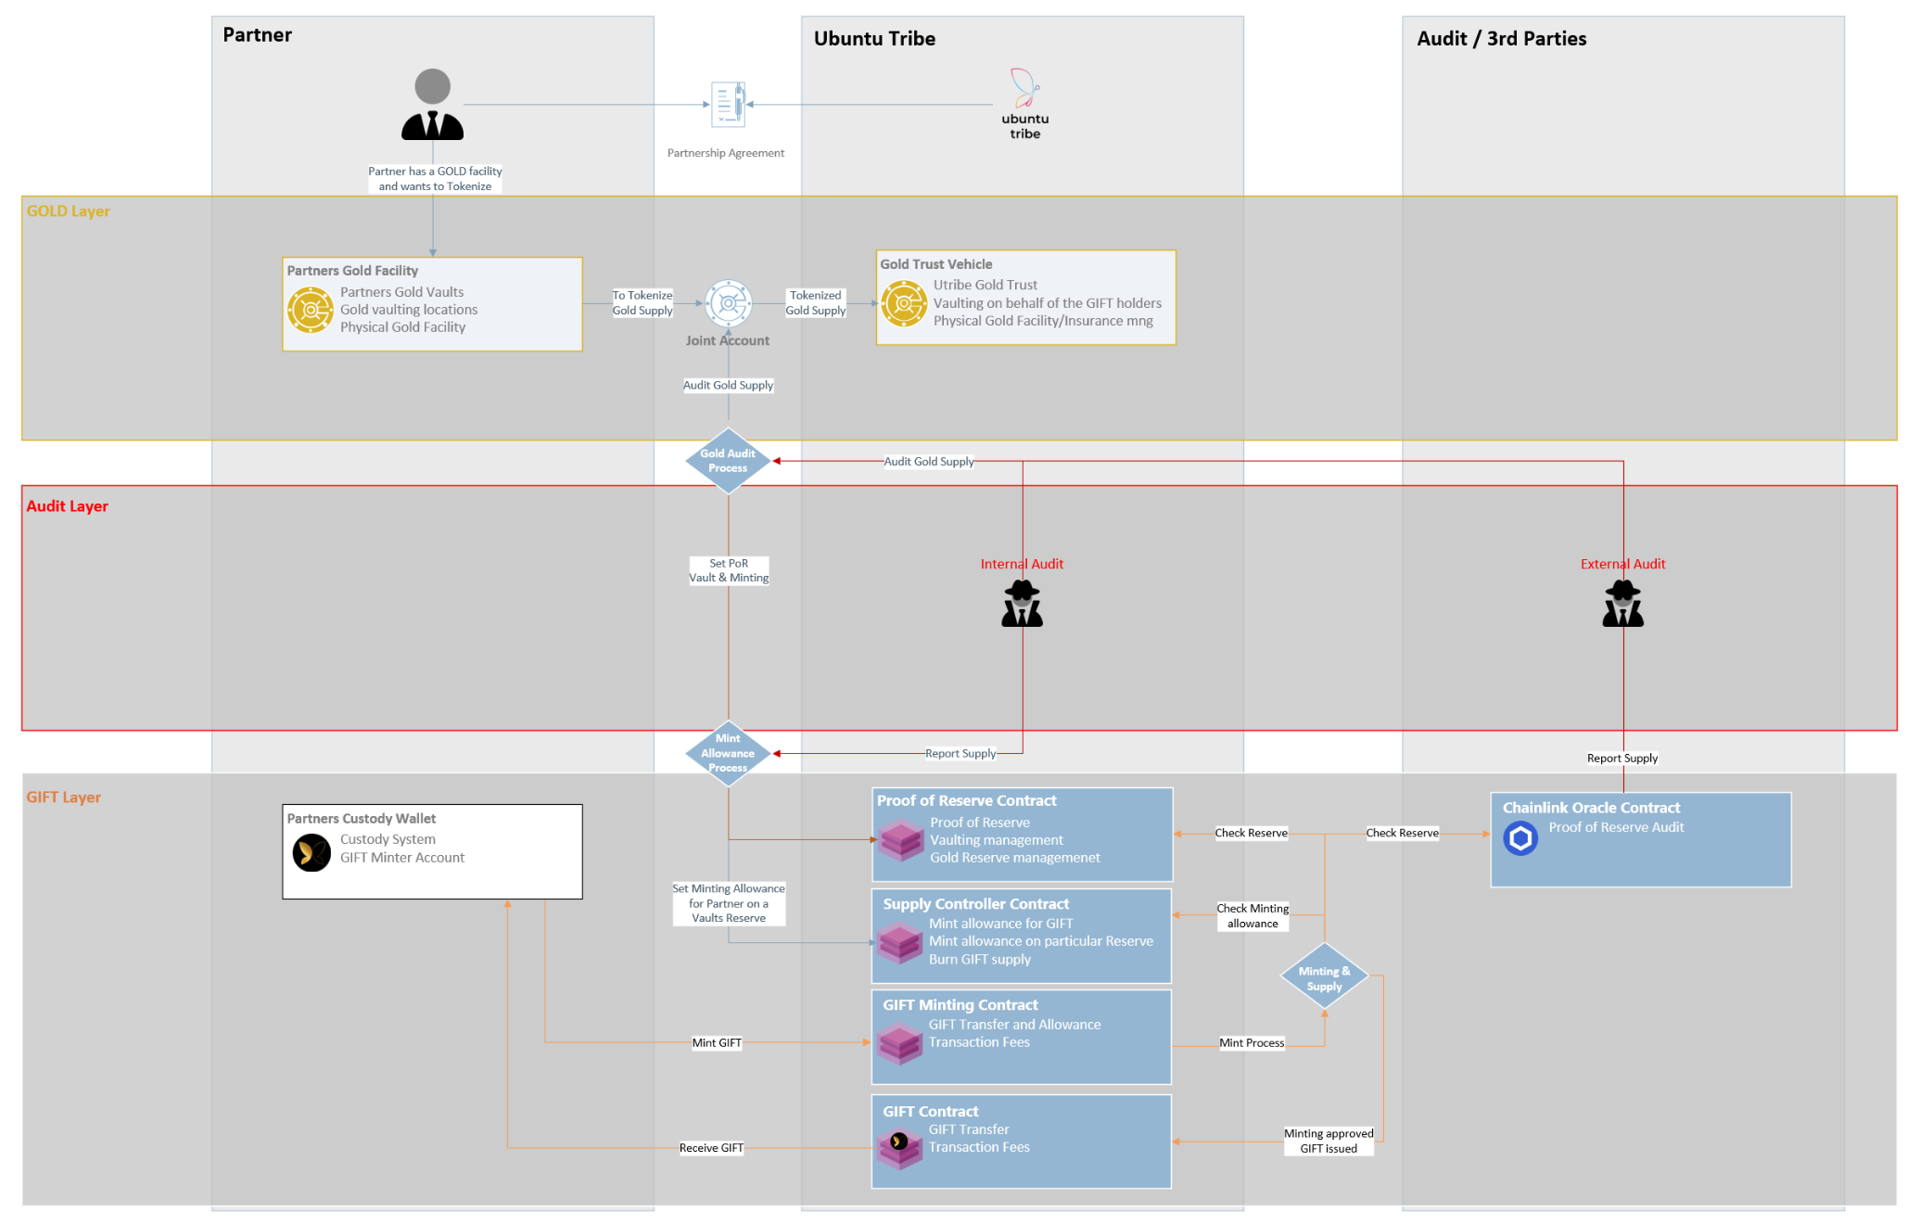 Partner
Ubuntu Tribe
Audit / 3rd Parties
ubuntu
tribe
Partnership Agreement
Partner has a GOLD facility
and wants to Tokenize
GOLD Layer
Partners Gold Facility
Partners Gold Vaults
Gold vaulting locations
Physical Gold Facility
To Tokenize
Gold Supply
Joint Account
Tokenized
Gold Supply
Gold Trust Vehicle
Utribe Gold Trust
Vaulting on behalf of the GIFT holders
Physical Gold Facility/Insurance mng
Audit Gold Supply
Gold Audit
Process
Audit Gold Supply
Audit Layer
Set PoR
Vault & Minting
Internal Audit
External Audit
Mint
Allowance
Process
Report Supply
Report Supply
GIFT Layer
Partners Custody Wallet
Custody System
GIFT Minter Account
Proof of Reserve Contract
Proof of Reserve
Vaulting management
Gold Reserve managemenet
Check Reserve
Check Reserve
Chainlink Oracle Contract
Proof of Reserve Audit
Set Minting Allowance
for Partner on a
Vaults Reserve
Supply Controller Contract
Mint allowance for GIFT
Mint allowance on particular Reserve
Burn GIFT supply
Check Minting
allowance
Minting &
Supply
GIFT Minting Contract
GIFT Transfer and Allowance
Transaction Fees
Mint GIFT
Mint Process
GIFT Contract
GIFT Transfer
Transaction Fees
Receive GIFT
Minting approved
GIFT issued